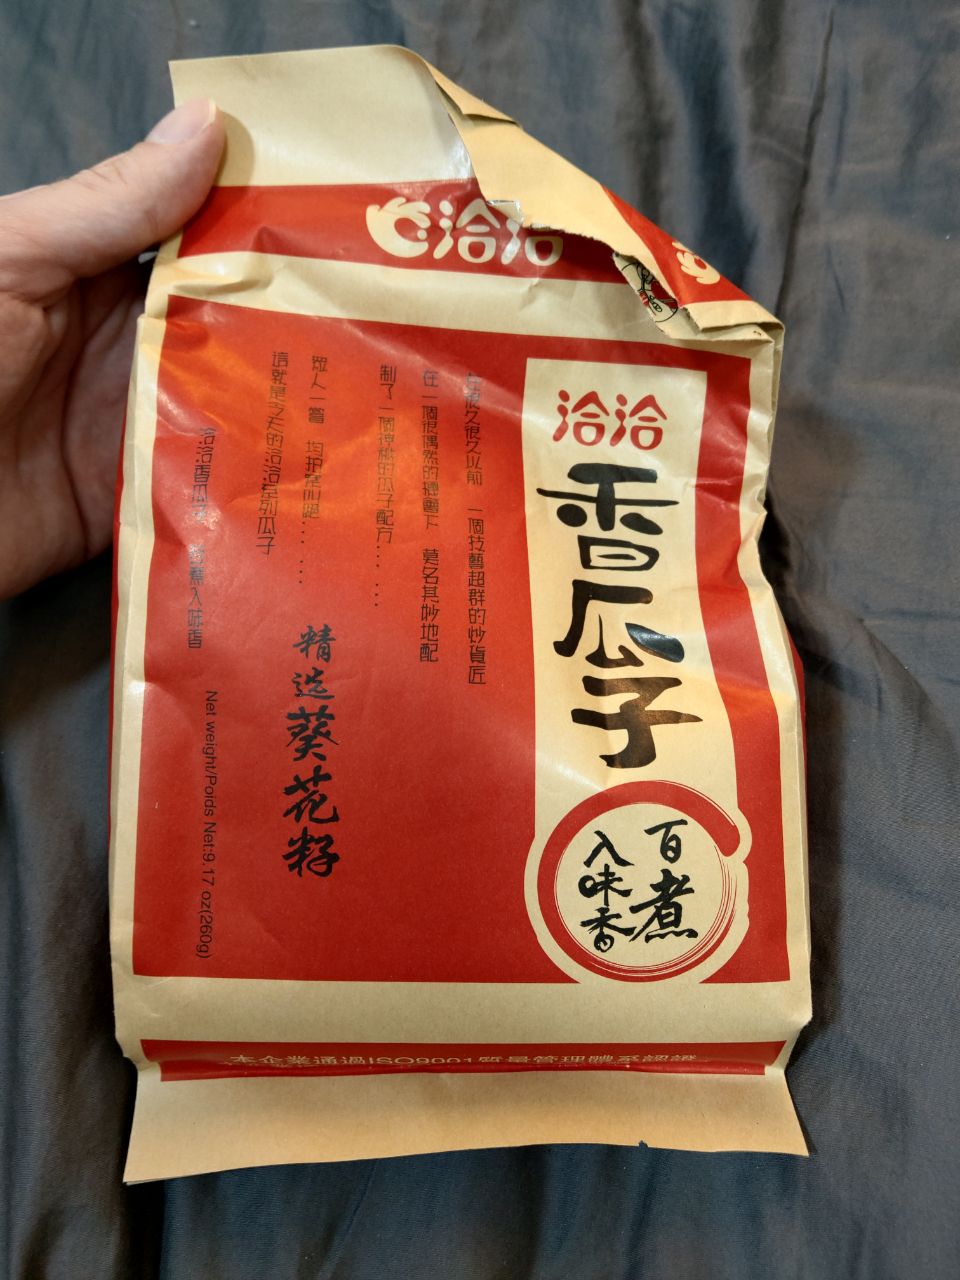 洽洽
洽洽
香瓜子
百煮
入味香
在很久很久以前 一個技藝超群的炒貨匠
在一個很偶然的機會下 莫名其妙地配
制了一個神秘的瓜子配方……
眾人一嘗 均拍案叫絕……
這就是今天的洽洽系列瓜子
洽洽香瓜子 百煮入味香
精选葵花籽
Net weight/Poids Net:9.17 oz(260g)
本企業通過ISO9001質量管理體系認證